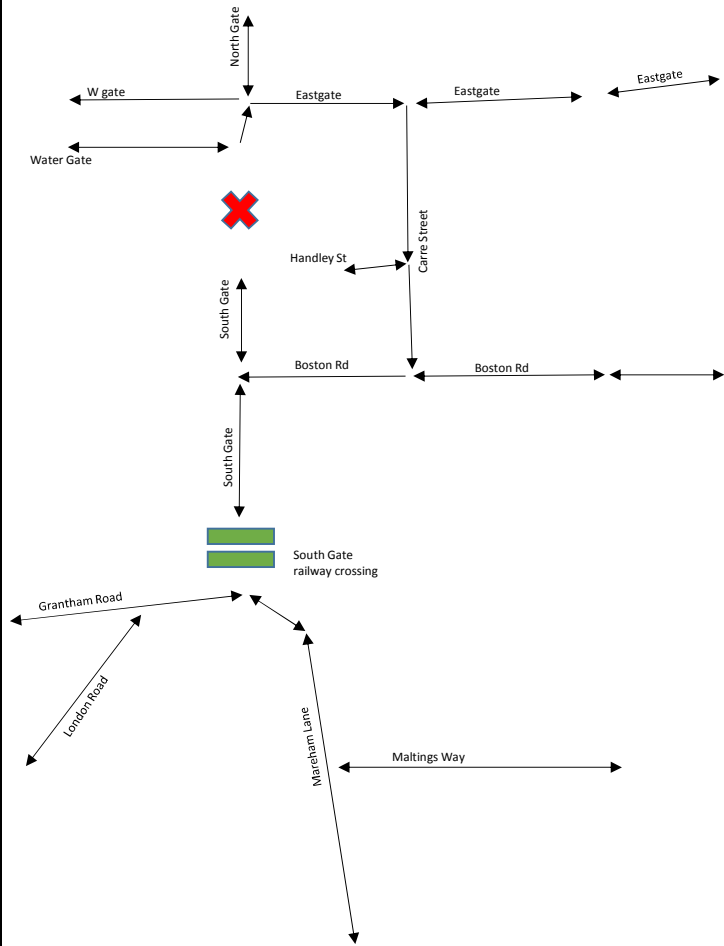 North Gate
Eastgate
W gate
Eastgate
Eastgate
Water Gate
Carre Street
Handley St
South Gate
Boston Rd
Boston Rd
South Gate
South Gate
railway crossing
Grantham Road
London Road
Mareham Lane
Maltings Way